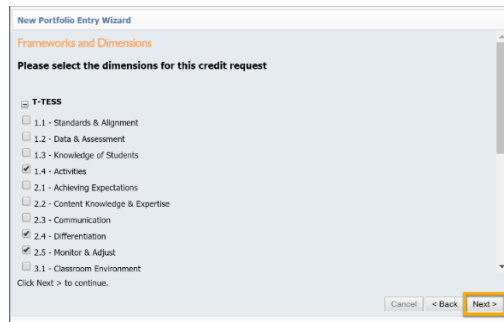 New Portfolio Entry Wizard
Frameworks and Dimensions
Please select the dimensions for this credit request
T-TESS
1.1 - Standards & Alignment
1.2 - Data & Assessment
1.3 - Knowledge of Students
1.4 - Activities
2.1 - Achieving Expectations
2.2 - Content Knowledge & Expertise
2.3 - Communication
2.4 - Differentiation
2.5 - Monitor & Adjust
3.1 - Classroom Environment
Click Next > to continue.
Cancel < Back Next >